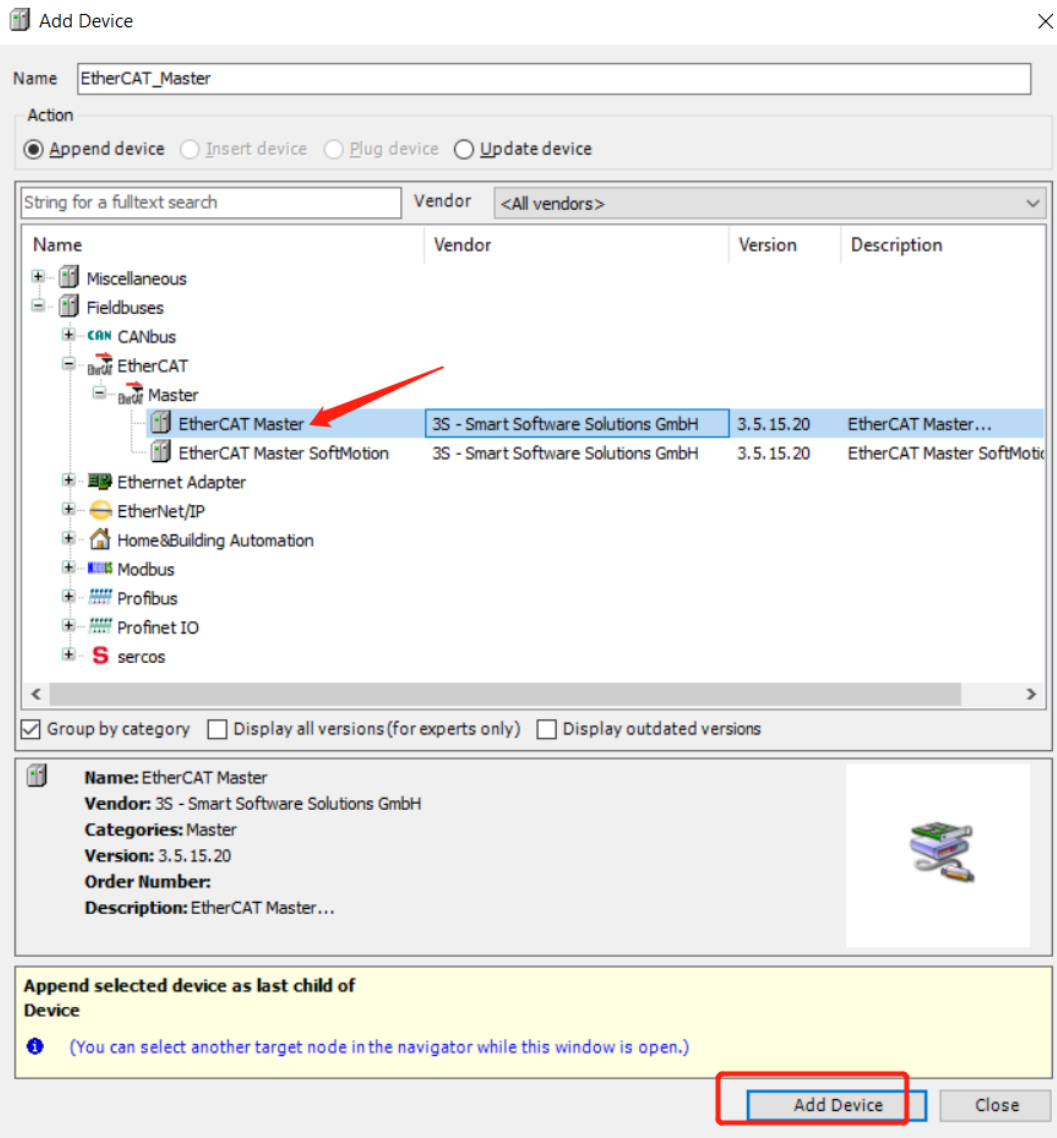 Add Device
Name EtherCAT_Master
Action
Append device Insert device Plug device Update device
String for a fulltext search Vendor <All vendors>
Name Vendor Version Description
Miscellaneous
Fieldbuses
CAN CANbus
EtherCAT
Master
EtherCAT Master 3S - Smart Software Solutions GmbH 3.5.15.20 EtherCAT Master...
EtherCAT Master SoftMotion 3S - Smart Software Solutions GmbH 3.5.15.20 EtherCAT Master SoftMotic
Ethernet Adapter
EtherNet/IP
Home&Building Automation
Modbus
Profibus
Profinet IO
S sercos
Group by category Display all versions(for experts only) Display outdated versions
Name: EtherCAT Master
Vendor: 3S - Smart Software Solutions GmbH
Categories: Master
Version: 3.5.15.20
Order Number:
Description: EtherCAT Master...
Append selected device as last child of
Device
(You can select another target node in the navigator while this window is open.)
Add Device Close